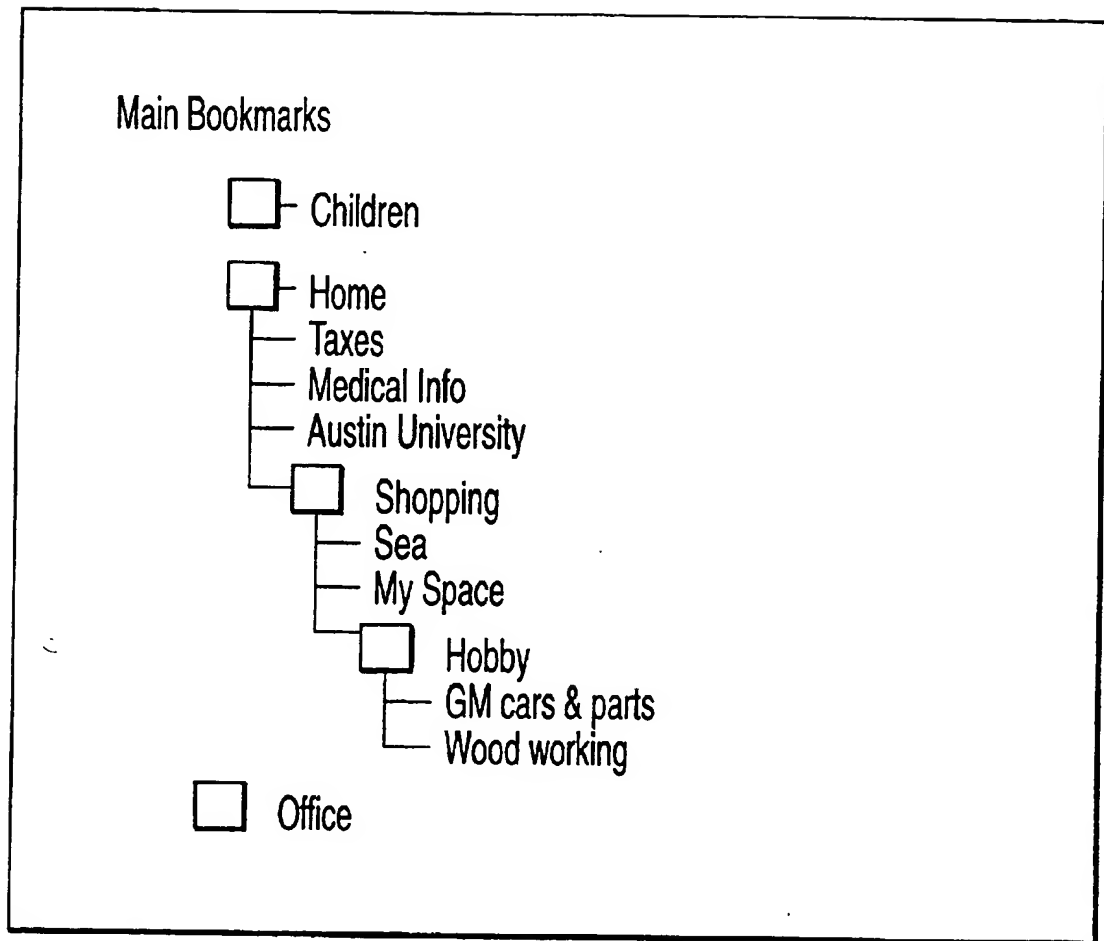 Main Bookmarks
Children
Home
Taxes
Medical Info
Austin University
Shopping
Sea
My Space
Hobby
GM cars & parts
Wood working
Office